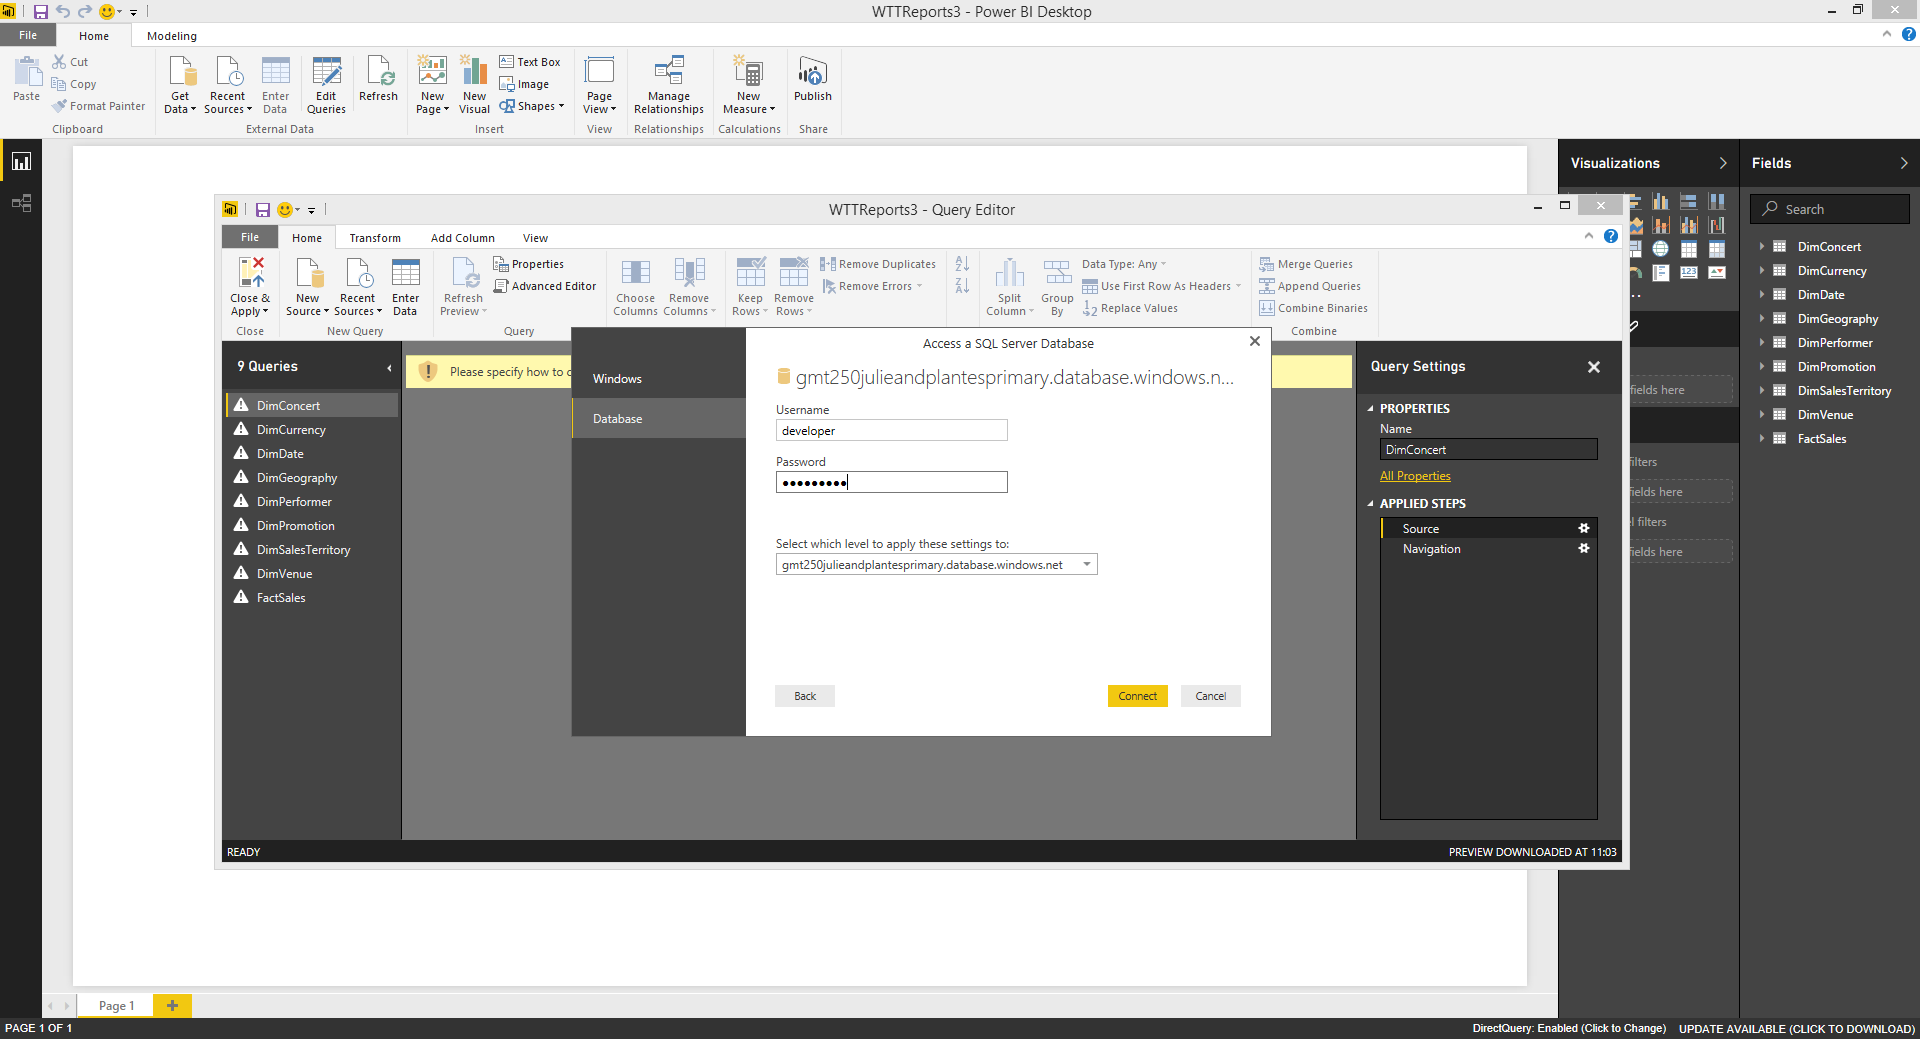 WTTReports3 - Power BI Desktop
File
Home
Modeling
Paste
Cut
Copy
Format Painter
Clipboard
Get Data
Recent Sources
Enter Data
Edit Queries
External Data
Refresh
New Page
New Visual
Text Box
Image
Shapes
Insert
Page View
View
Manage Relationships
Relationships
New Measure
Calculations
Publish
Share
Visualizations
Fields
Search
DimConcert
DimCurrency
DimDate
DimGeography
DimPerformer
DimPromotion
DimSalesTerritory
DimVenue
FactSales
fields here
fields here
fields here
WTTReports3 - Query Editor
File
Home
Transform
Add Column
View
Close & Apply
Close
New Source
Recent Sources
Enter Data
New Query
Refresh Preview
Properties
Advanced Editor
Query
Choose Columns
Remove Columns
Keep Rows
Remove Rows
Remove Duplicates
Remove Errors
Split Column
Group By
Data Type: Any
Use First Row As Headers
Replace Values
Merge Queries
Append Queries
Combine Binaries
Combine
9 Queries
DimConcert
DimCurrency
DimDate
DimGeography
DimPerformer
DimPromotion
DimSalesTerritory
DimVenue
FactSales
Please specify how to
Windows
Database
Access a SQL Server Database
gmt250julieandplantesprimary.database.windows.n...
Username
developer
Password
Select which level to apply these settings to:
gmt250julieandplantesprimary.database.windows.net
Back
Connect
Cancel
Query Settings
PROPERTIES
Name
DimConcert
All Properties
APPLIED STEPS
Source
Navigation
READY
PREVIEW DOWNLOADED AT 11:03
Page 1
PAGE 1 OF 1
DirectQuery: Enabled (Click to Change)
UPDATE AVAILABLE (CLICK TO DOWNLOAD)